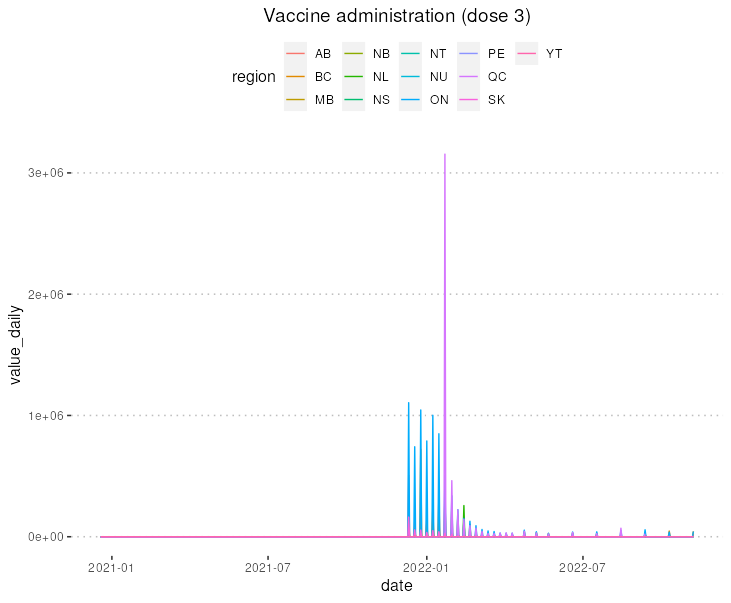 Vaccine administration (dose 3)
region
AB NB NT PE YT
BC NL NU QC
MB NS ON SK
value_daily
3e+06
2e+06
1e+06
0e+00
2021-01 2021-07 2022-01 2022-07
date